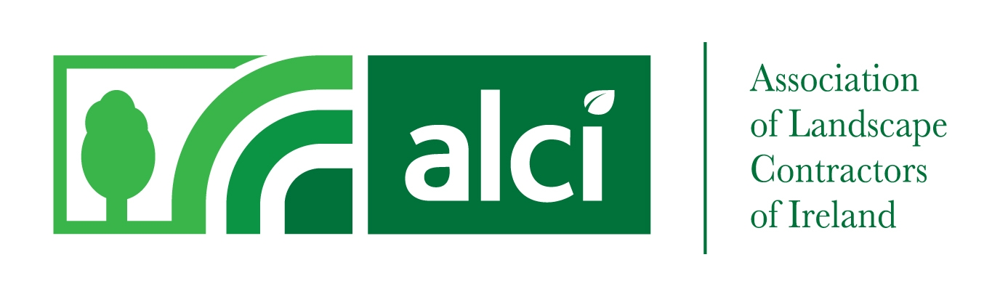 alci
Association
of Landscape
Contractors
of Ireland